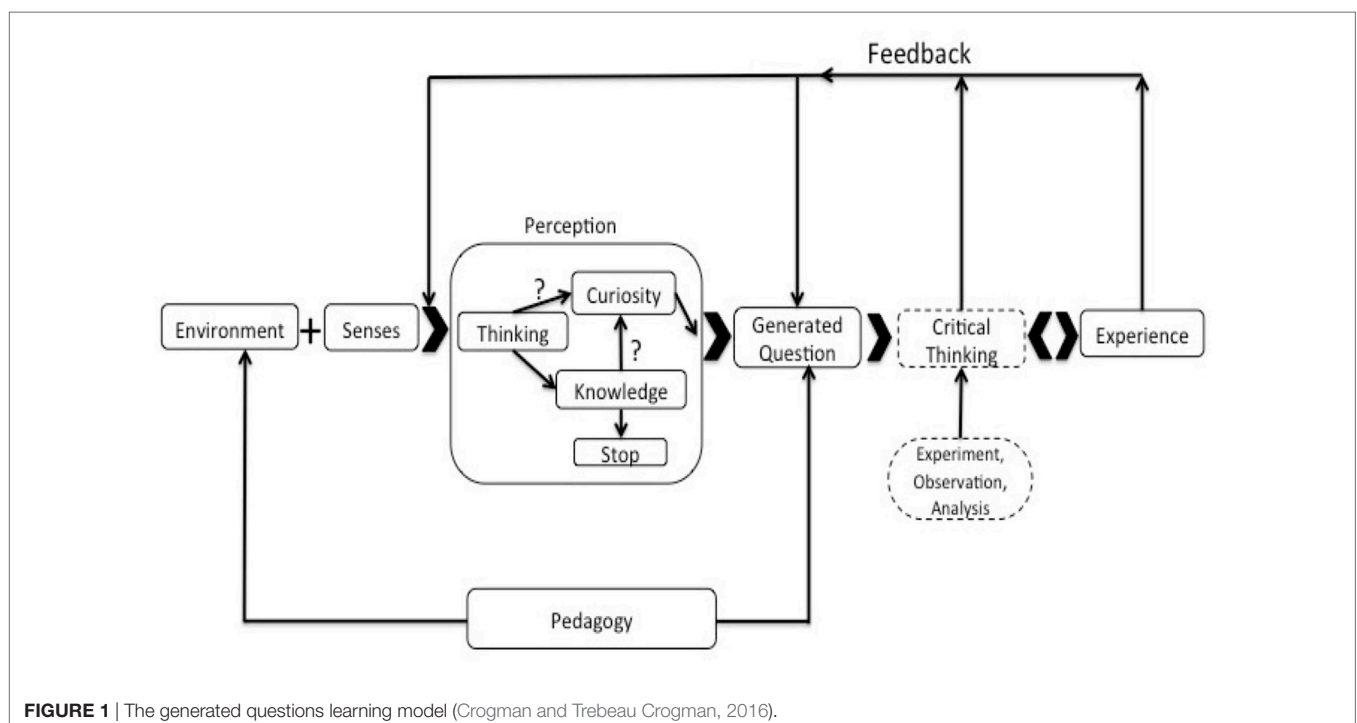 Feedback
Perception
?
Curiosity
Environment
+
Senses
Thinking
Generated
Question
Critical
Thinking
Experience
?
Knowledge
Stop
Experiment,
Observation,
Analysis
Pedagogy
FIGURE 1 | The generated questions learning model (Crogman and Trebeau Crogman, 2016).